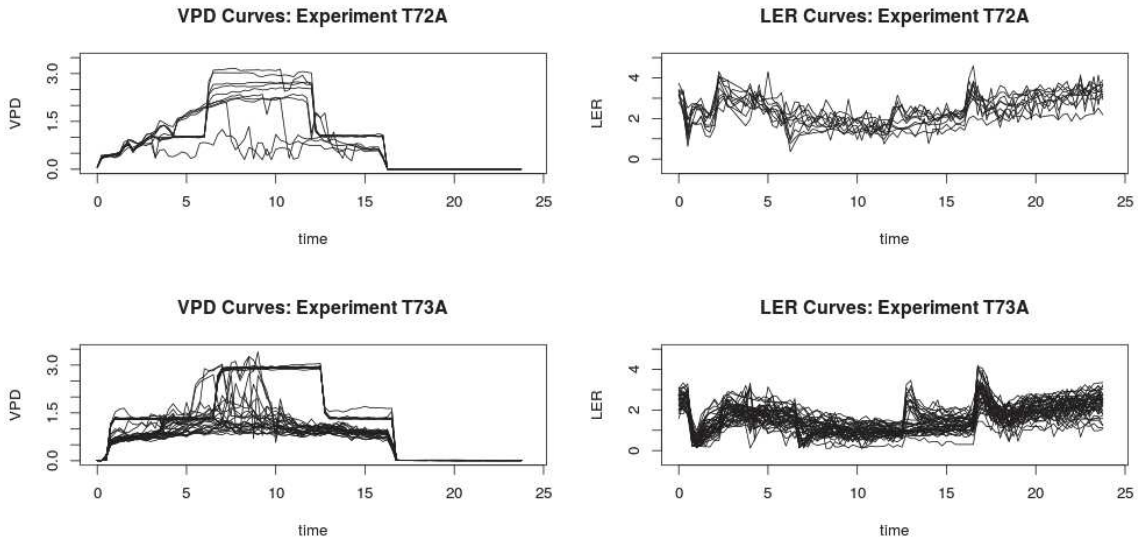 VPD Curves: Experiment T72A
VPD
0.0 1.5 3.0
0 5 10 15 20 25
time
LER Curves: Experiment T72A
LER
0 2 4
0 5 10 15 20 25
time
VPD Curves: Experiment T73A
VPD
0.0 1.5 3.0
0 5 10 15 20 25
time
LER Curves: Experiment T73A
LER
0 2 4
0 5 10 15 20 25
time